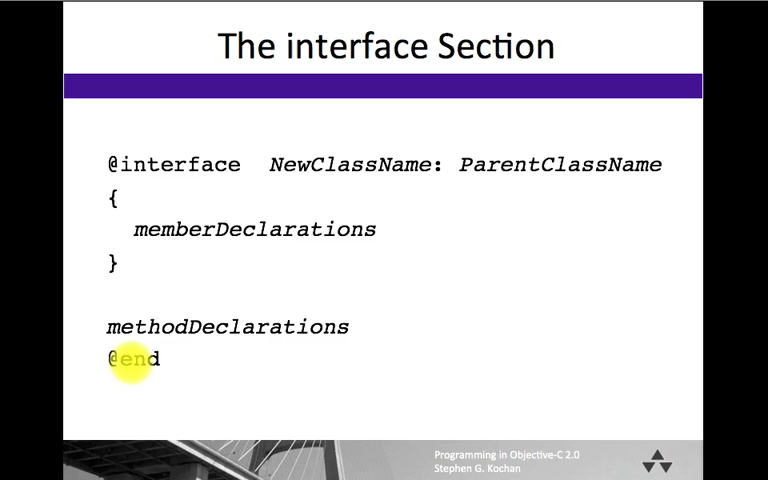 The interface Section
@interface NewClassName: ParentClassName
{
memberDeclarations
}
methodDeclarations
@end
Programming in Objective-C 2.0
Stephen G. Kochan